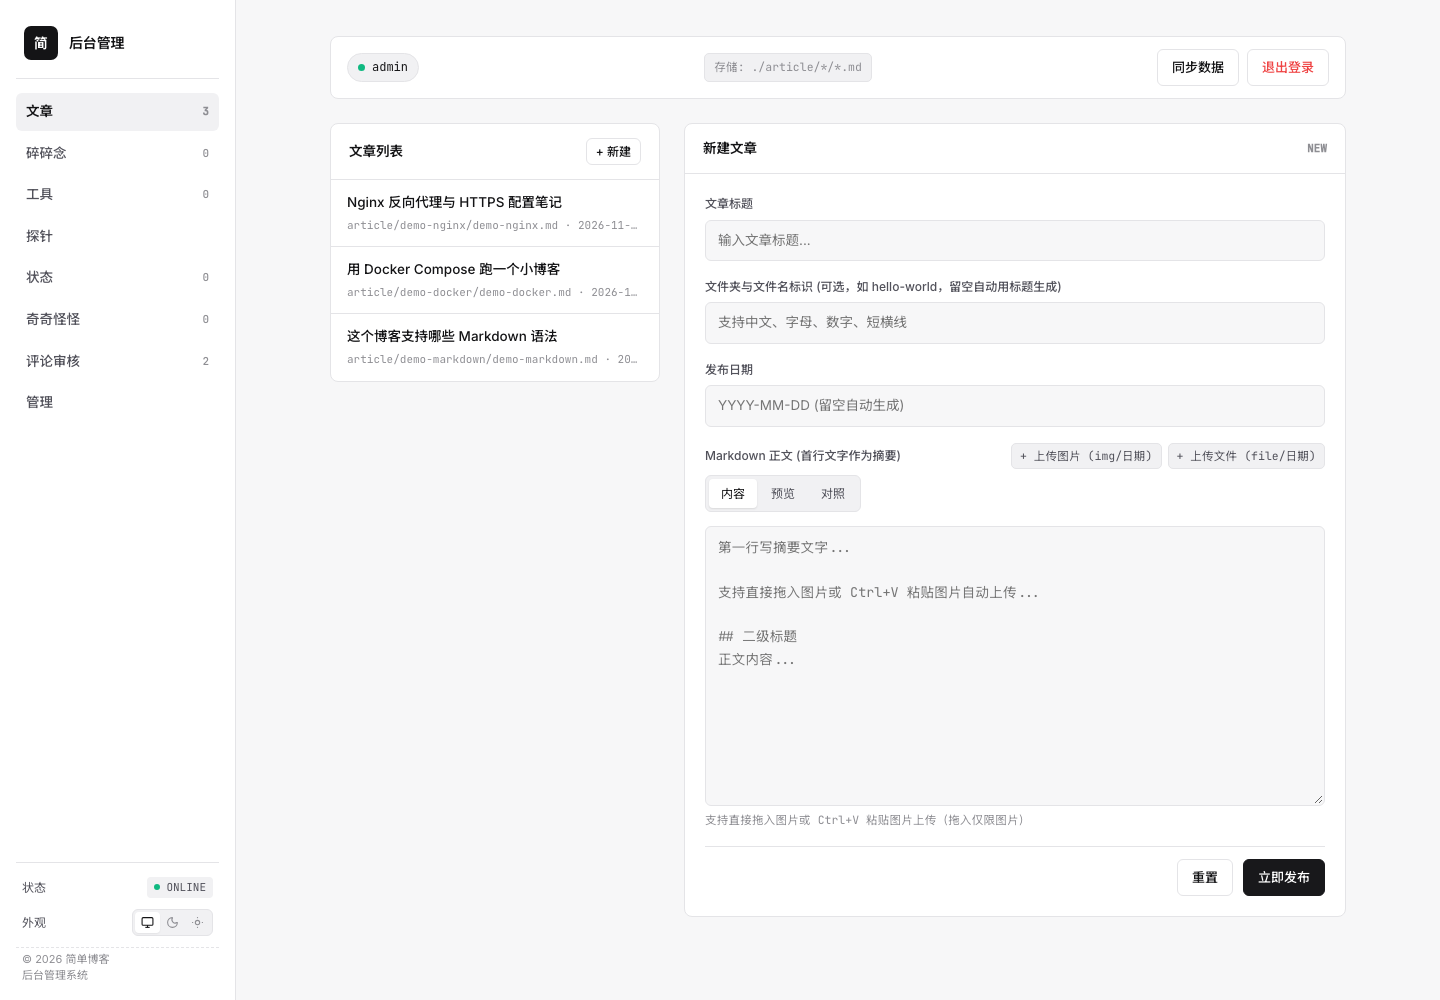 简 后台管理
文章 3
碎碎念 0
工具 0
探针
状态 0
奇奇怪怪 0
评论审核 2
管理
状态 ONLINE
外观
© 2026 简单博客
后台管理系统
admin
存储: ./article/*/*.md
同步数据
退出登录
文章列表
+ 新建
Nginx 反向代理与 HTTPS 配置笔记
article/demo-nginx/demo-nginx.md · 2026-11-…
用 Docker Compose 跑一个小博客
article/demo-docker/demo-docker.md · 2026-1…
这个博客支持哪些 Markdown 语法
article/demo-markdown/demo-markdown.md · 20…
新建文章
NEW
文章标题
输入文章标题...
文件夹与文件名标识 (可选，如 hello-world，留空自动用标题生成)
支持中文、字母、数字、短横线
发布日期
YYYY-MM-DD (留空自动生成)
Markdown 正文 (首行文字作为摘要)
+ 上传图片 (img/日期)
+ 上传文件 (file/日期)
内容 预览 对照
第一行写摘要文字...
支持直接拖入图片或 Ctrl+V 粘贴图片自动上传...
## 二级标题
正文内容...
支持直接拖入图片或 Ctrl+V 粘贴图片上传（拖入仅限图片）
重置
立即发布